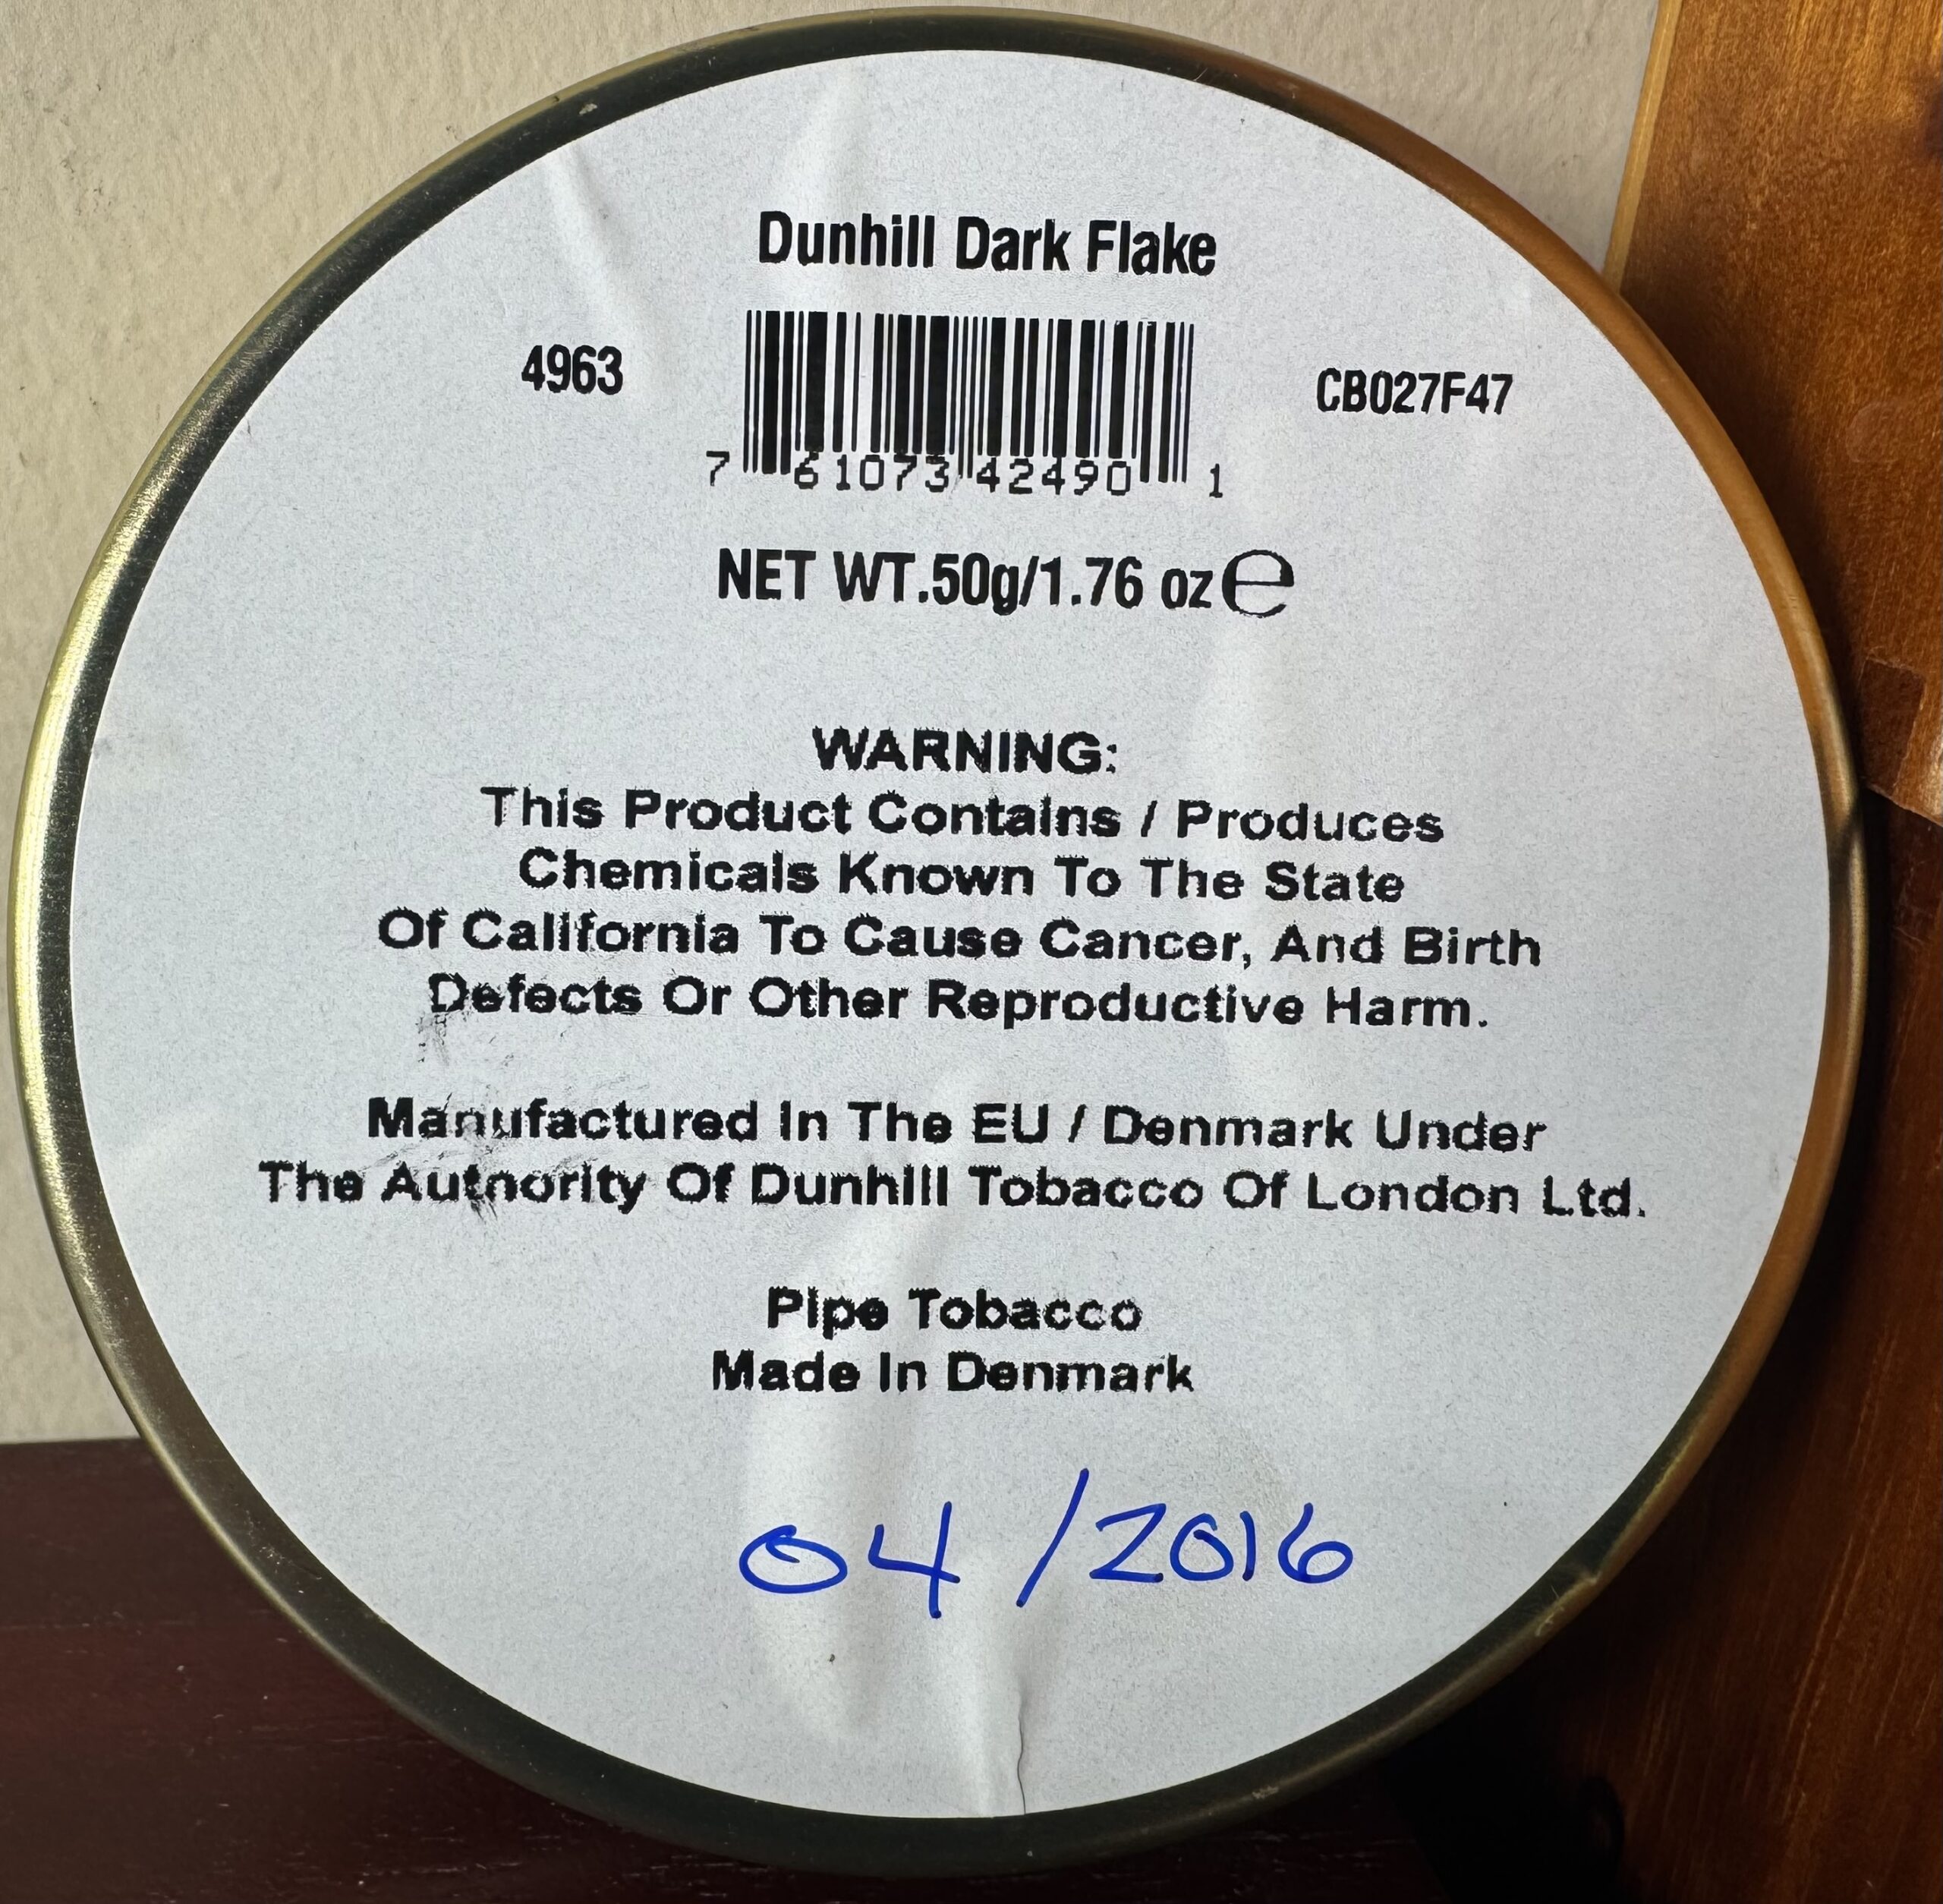 Dunhill Dark Flake
4963
CB027F47
7 61073 42490 1
NET WT.50g/1.76 oz ℮
WARNING:
This Product Contains / Produces
Chemicals Known To The State
Of California To Cause Cancer, And Birth
Defects Or Other Reproductive Harm.
Manufactured In The EU / Denmark Under
The Authority Of Dunhill Tobacco Of London Ltd.
Pipe Tobacco
Made In Denmark
04/2016